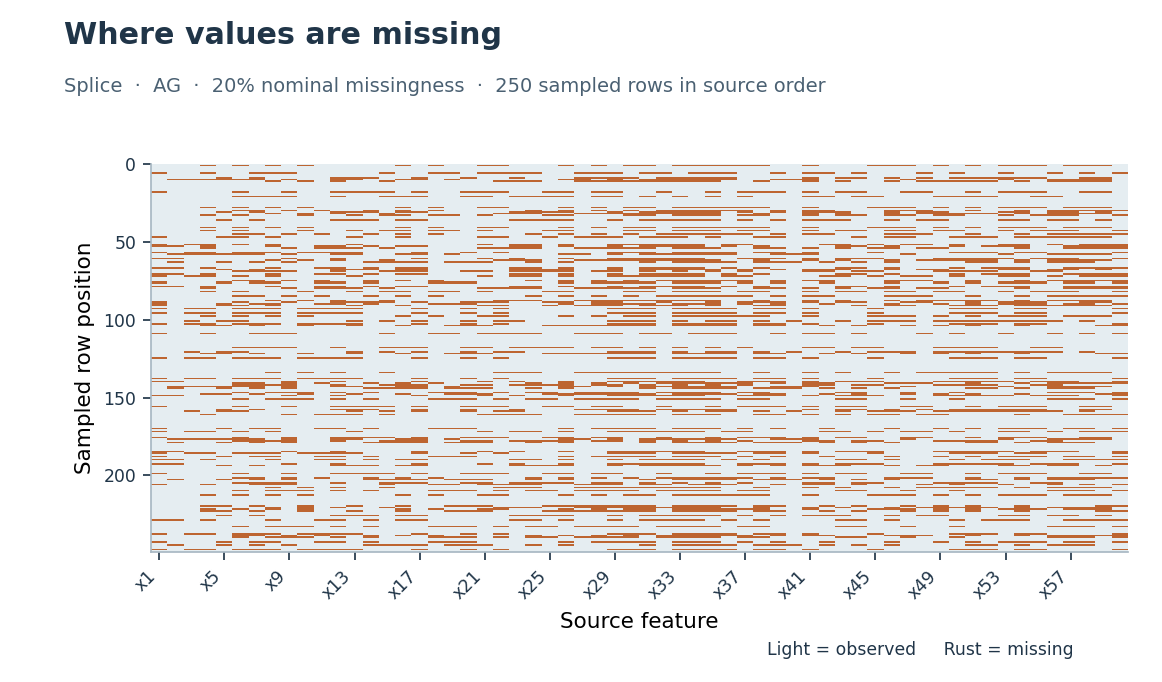 Where values are missing
Splice · AG · 20% nominal missingness · 250 sampled rows in source order
0
50
100
150
200
Sampled row position
x1 x5 x9 x13 x17 x21 x25 x29 x33 x37 x41 x45 x49 x53 x57
Source feature
Light = observed Rust = missing